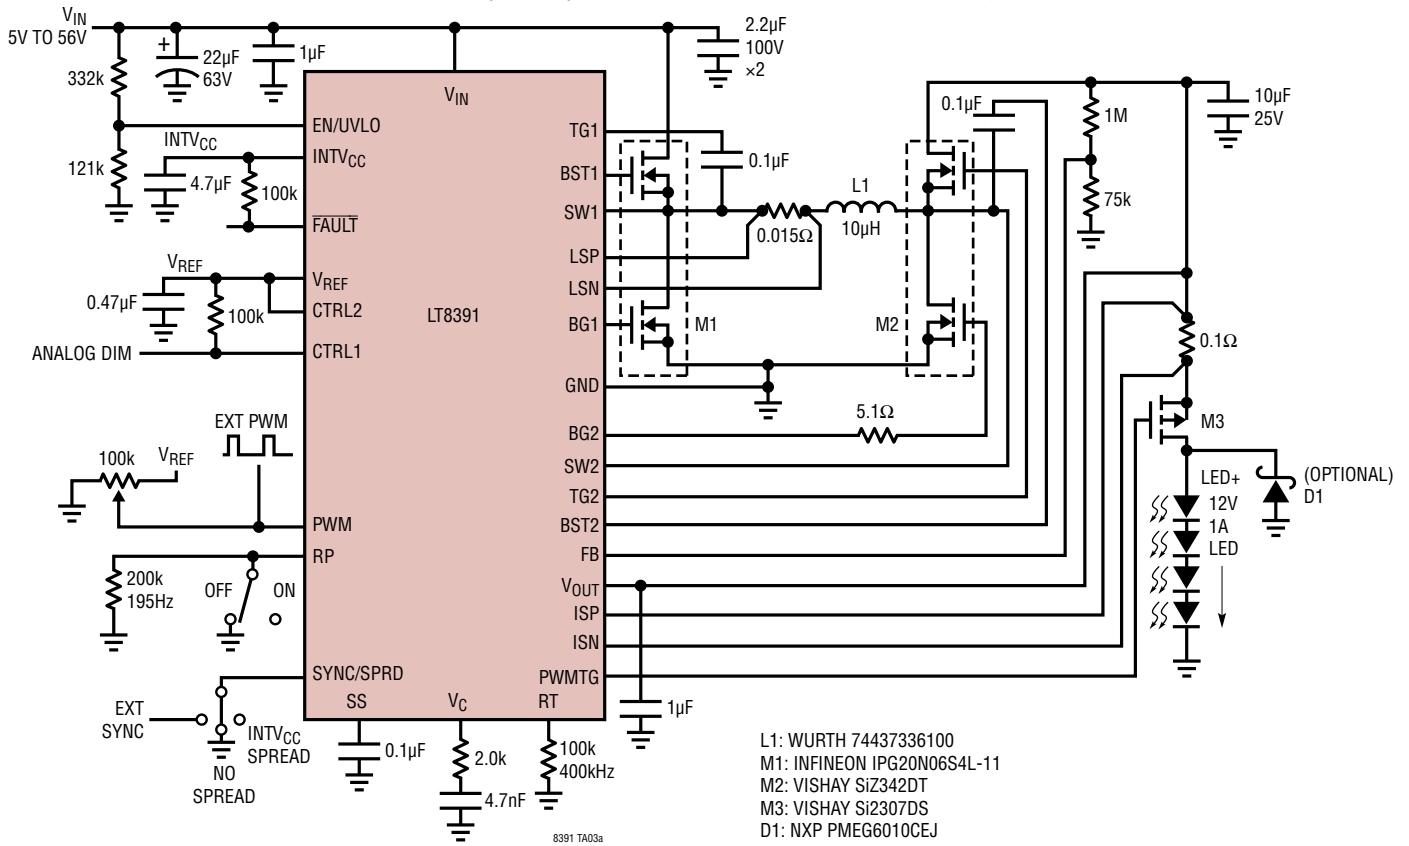 VIN
5V TO 56V
332k
+
22µF
63V
1µF
2.2µF
100V
×2
VIN
EN/UVLO
INTVCC
INTVCC
121k
4.7µF
100k
FAULT
VREF
VREF
0.47µF
100k
CTRL2
ANALOG DIM
CTRL1
LT8391
EXT PWM
100k
VREF
PWM
RP
200k
195Hz
OFF
ON
SYNC/SPRD
EXT
SYNC
INTVCC
SPREAD
NO
SPREAD
SS
VC
RT
0.1µF
2.0k
4.7nF
100k
400kHz
TG1
BST1
SW1
LSP
LSN
BG1
GND
BG2
SW2
TG2
BST2
FB
VOUT
ISP
ISN
PWMTG
0.1µF
M1
0.015Ω
L1
10µH
M2
0.1µF
5.1Ω
1M
75k
10µF
25V
0.1Ω
M3
LED+
12V
1A
LED
(OPTIONAL)
D1
1µF
L1: WURTH 74437336100
M1: INFINEON IPG20N06S4L-11
M2: VISHAY SiZ342DT
M3: VISHAY Si2307DS
D1: NXP PMEG6010CEJ
8391 TA03a